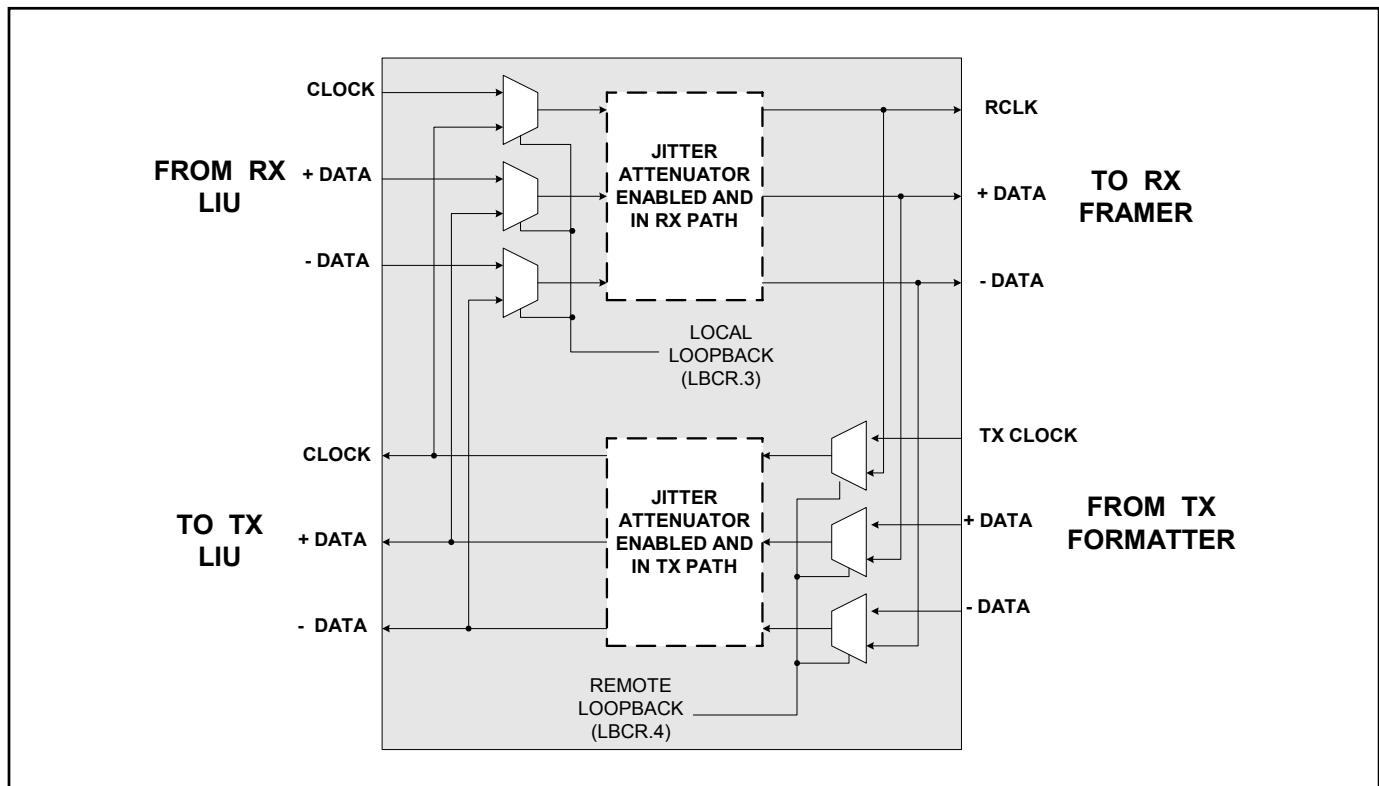 CLOCK
FROM RX
LIU
+ DATA
- DATA
JITTER
ATTENUATOR
ENABLED AND
IN RX PATH
RCLK
+ DATA
- DATA
TO RX
FRAMER
LOCAL
LOOPBACK
(LBCR.3)
CLOCK
TO TX
LIU
+ DATA
- DATA
JITTER
ATTENUATOR
ENABLED AND
IN TX PATH
TX CLOCK
+ DATA
- DATA
FROM TX
FORMATTER
REMOTE
LOOPBACK
(LBCR.4)